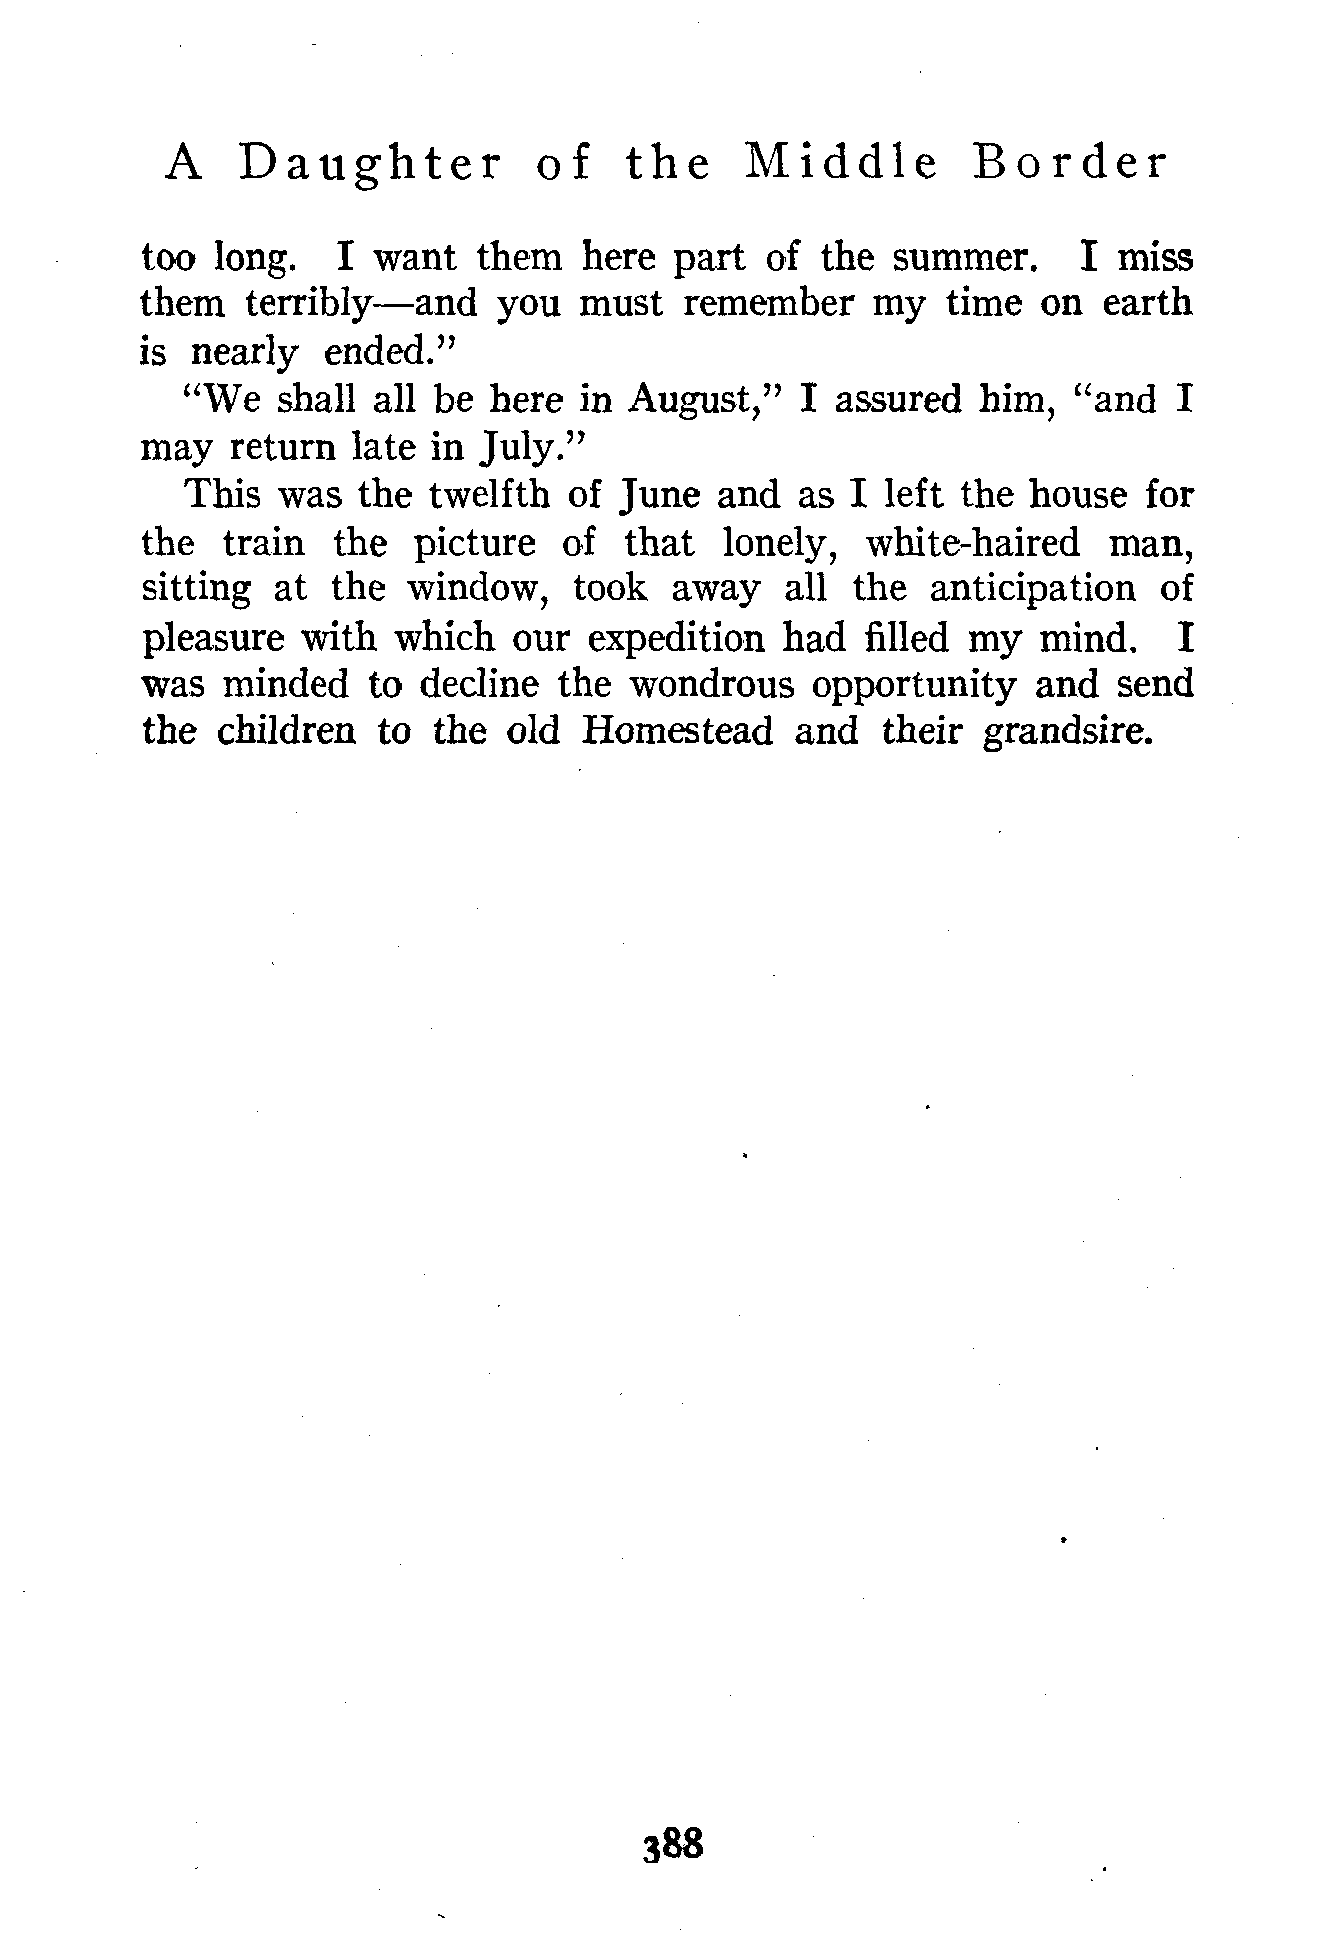 A Daughter of the Middle Border
too long. I want them here part of the summer. I miss
them terribly—and you must remember my time on earth
is nearly ended.”
“We shall all be here in August,” I assured him, “and I
may return late in July.”
This was the twelfth of June and as I left the house for
the train the picture of that lonely, white-haired man,
sitting at the window, took away all the anticipation of
pleasure with which our expedition had filled my mind. I
was minded to decline the wondrous opportunity and send
the children to the old Homestead and their grandsire.
388